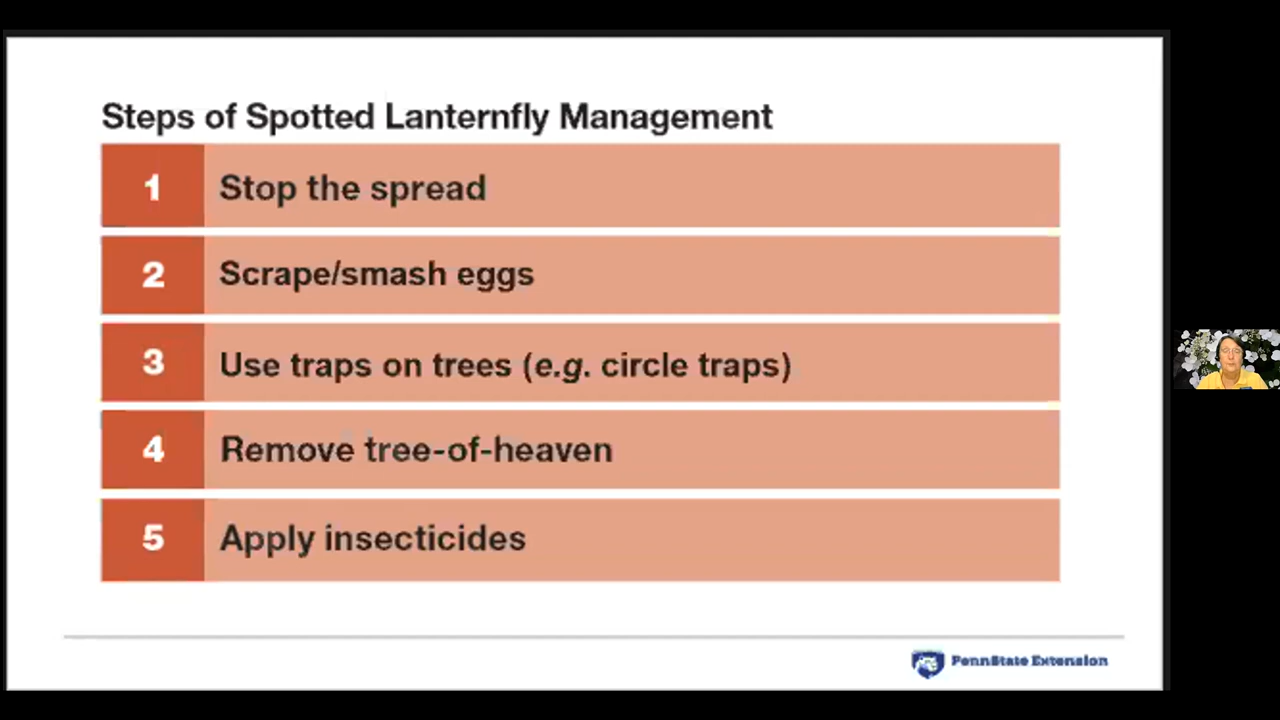 Steps of Spotted Lanternfly Management
1 Stop the spread
2 Scrape/smash eggs
3 Use traps on trees (e.g. circle traps)
4 Remove tree-of-heaven
5 Apply insecticides
PennState Extension